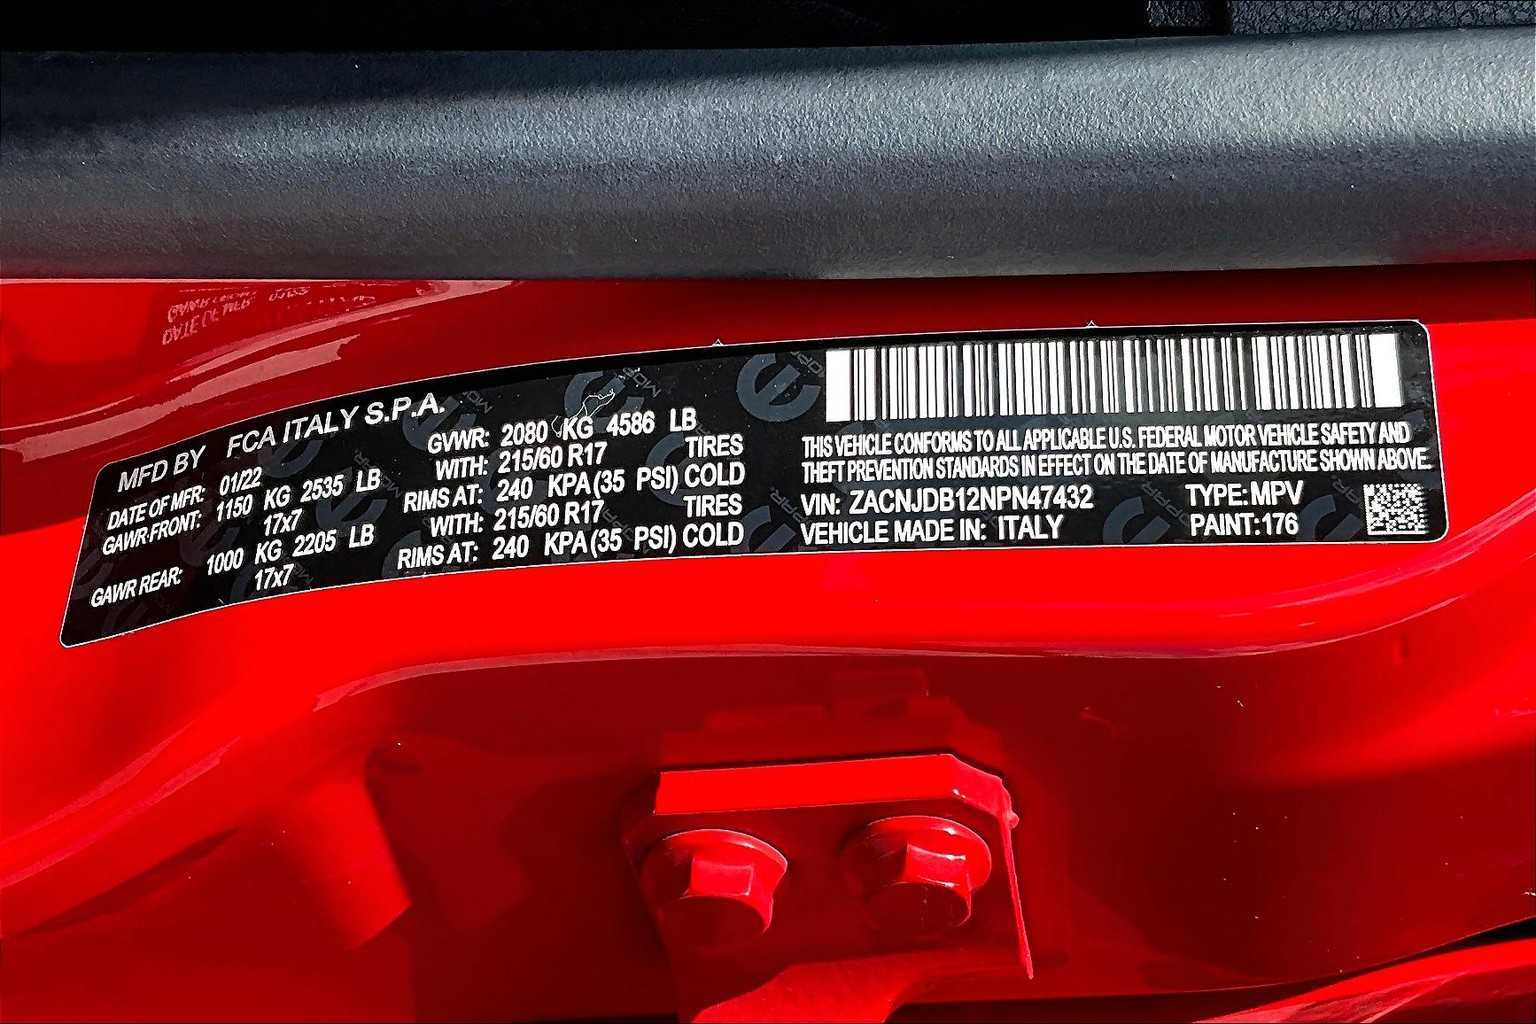 MFD BY FCA ITALY S.P.A.
DATE OF MFR: 01/22 GVWR: 2080 KG 4586 LB
GAWR FRONT: 1150 KG 2535 LB WITH: 215/60 R17 TIRES
17x7 RIMS AT: 240 KPA (35 PSI) COLD
GAWR REAR: 1000 KG 2205 LB WITH: 215/60 R17 TIRES
17x7 RIMS AT: 240 KPA (35 PSI) COLD
THIS VEHICLE CONFORMS TO ALL APPLICABLE U.S. FEDERAL MOTOR VEHICLE SAFETY AND
THEFT PREVENTION STANDARDS IN EFFECT ON THE DATE OF MANUFACTURE SHOWN ABOVE.
VIN: ZACNJDB12NPN47432 TYPE: MPV
VEHICLE MADE IN: ITALY PAINT: 176